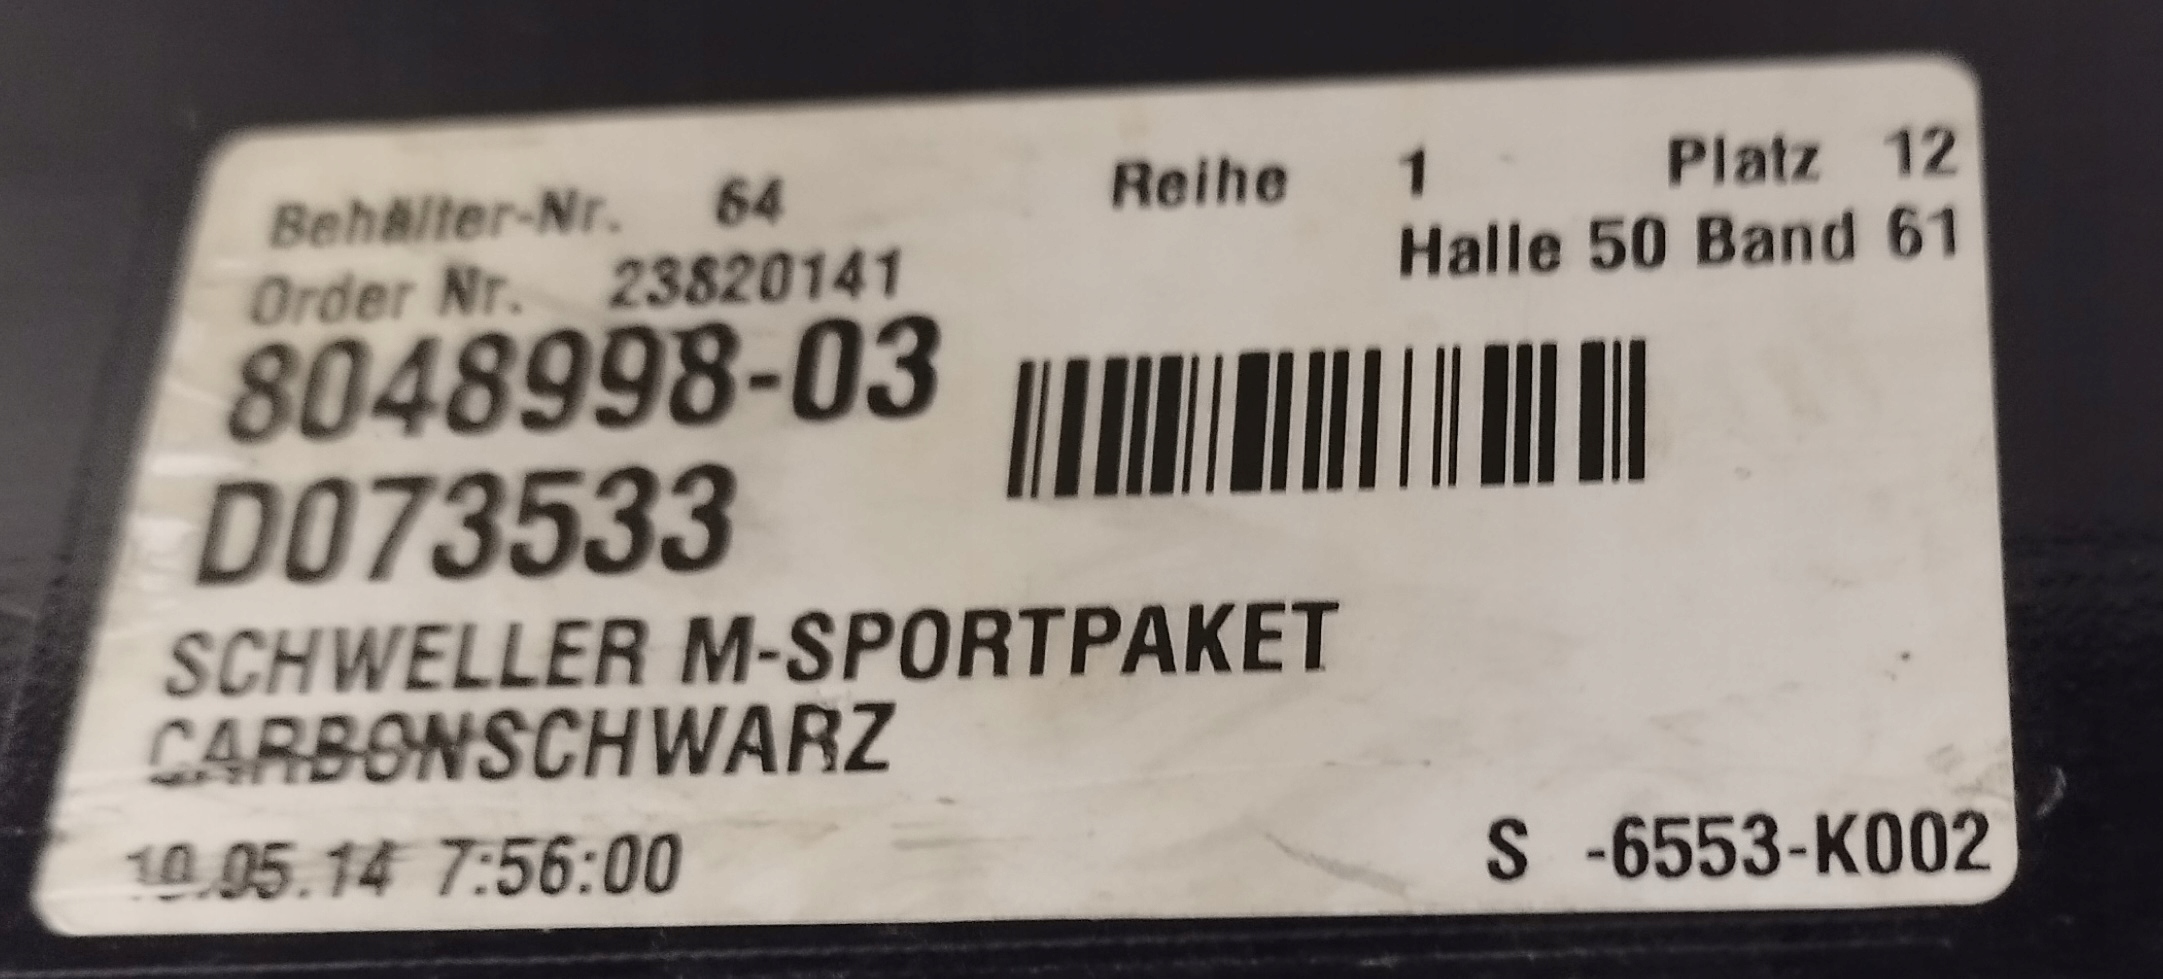 Behälter-Nr. 64 Reihe 1 Platz 12
Halle 50 Band 61
Order Nr. 23820141
8048998-03
D073533
SCHWELLER M-SPORTPAKET
CARBONSCHWARZ
19.05.14 7:56:00
S -6553-K002